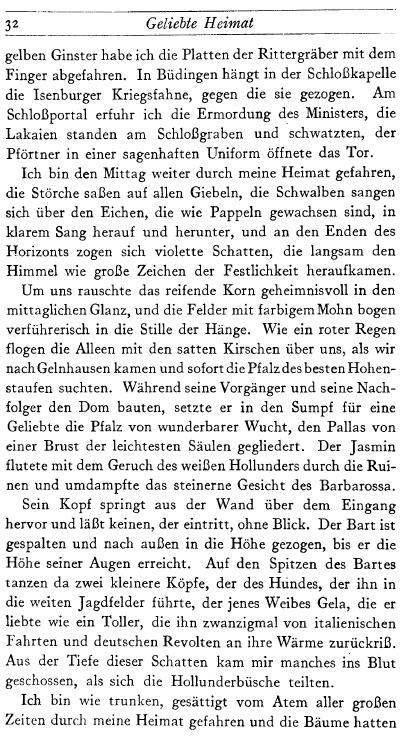 32 Geliebte Heimat
gelben Ginster habe ich die Platten der Rittergräber mit dem
Finger abgefahren. In Büdingen hängt in der Schloßkapelle
die Isenburger Kriegsfahne, gegen die sie gezogen. Am
Schloßportal erfuhr ich die Ermordung des Ministers, die
Lakaien standen am Schloßgraben und schwatzten, der
Pförtner in einer sagenhaften Uniform öffnete das Tor.
Ich bin den Mittag weiter durch meine Heimat gefahren,
die Störche saßen auf allen Giebeln, die Schwalben sangen
sich über den Eichen, die wie Pappeln gewachsen sind, in
klarem Sang herauf und herunter, und an den Enden des
Horizonts zogen sich violette Schatten, die langsam den
Himmel wie große Zeichen der Festlichkeit heraufkamen.
Um uns rauschte das reifende Korn geheimnisvoll in den
mittaglichen Glanz, und die Felder mit farbigem Mohn bogen
verführerisch in die Stille der Hänge. Wie ein roter Regen
flogen die Alleen mit den satten Kirschen über uns, als wir
nach Gelnhausen kamen und sofort die Pfalz des besten Hohen-
staufen suchten. Während seine Vorgänger und seine Nach-
folger den Dom bauten, setzte er in den Sumpf für eine
Geliebte die Pfalz von wunderbarer Wucht, den Pallas von
einer Brust der leichtesten Säulen gegliedert. Der Jasmin
flutete mit dem Geruch des weißen Hollunders durch die Rui-
nen und umdampfte das steinerne Gesicht des Barbarossa.
Sein Kopf springt aus der Wand über dem Eingang
hervor und läßt keinen, der eintritt, ohne Blick. Der Bart ist
gespalten und nach außen in die Höhe gezogen, bis er die
Höhe seiner Augen erreicht. Auf den Spitzen des Bartes
tanzen da zwei kleinere Köpfe, der des Hundes, der ihn in
die weiten Jagdfelder führte, der jenes Weibes Gela, die er
liebte wie ein Toller, die ihn zwanzigmal von italienischen
Fahrten und deutschen Revolten an ihre Wärme zurückriß.
Aus der Tiefe dieser Schatten kam mir manches ins Blut
geschossen, als sich die Hollunderbüsche teilten.
Ich bin wie trunken, gesättigt vom Atem aller großen
Zeiten durch meine Heimat gefahren und die Bäume hatten